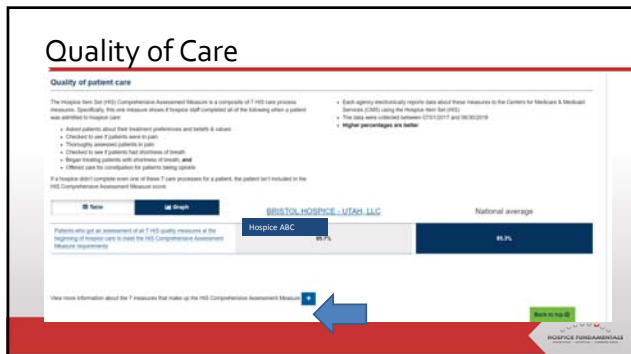 Quality of Care
Quality of patient care
The Hospice Item Set (HIS) Comprehensive Assessment Measure is a composite of 7 HIS care process
measures. Specifically, this one measure shows if hospice staff completed all of the following when a patient
was admitted to hospice care:
Asked patients about their treatment preferences and beliefs & values
Checked to see if patients were in pain
Thoroughly assessed patients in pain
Checked to see if patients had shortness of breath
Began treating patients with shortness of breath, and
Offered care for constipation for patients being opioids
If a hospice didn't complete even one of these 7 care processes for a patient, the patient isn't included in the
HIS Comprehensive Assessment Measure score.
Each agency electronically reports data about these measures to the Centers for Medicare & Medicaid
Services (CMS) using the Hospice Item Set (HIS)
The data were collected between 07/01/2017 and 06/30/2018
Higher percentages are better
Table
Graph
BRISTOL HOSPICE - UTAH, LLC
National average
Hospice ABC
Patients who got an assessment of all 7 HIS quality measures at the
beginning of hospice care to meet the HIS Comprehensive Assessment
Measure requirements
85.3%
View more information about the 7 measures that make up the HIS Comprehensive Assessment Measure +
Back to top
HOSPICE FUNDAMENTALS